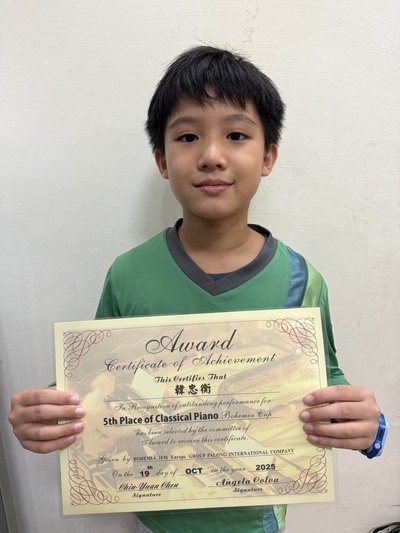 Award
Certificate of Achievement
This Certifies That
韓忠衡
In Recognition of outstanding performance for
5th Place of Classical Piano Bohemia Cup
has been selected by the committee of
Award to receive this certificate.
Given by BOHEMIA JFM Europe GROUP PALONG INTERNATIONAL COMPANY
On the 19th day of OCT in the year 2025
Chin-Yuan Chen Angela Colva
Signature Signature